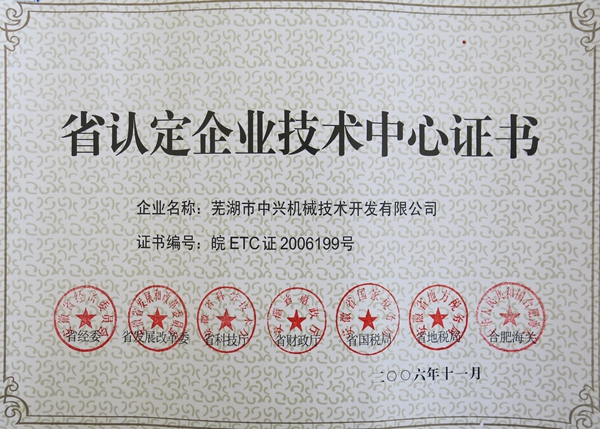 省认定企业技术中心证书
企业名称：芜湖市中兴机械技术开发有限公司
证书编号：皖 ETC 证 2006199号
省经委 省发展改革委 省科技厅 省财政厅 省国税局 省地税局 合肥海关
二〇〇六年十一月